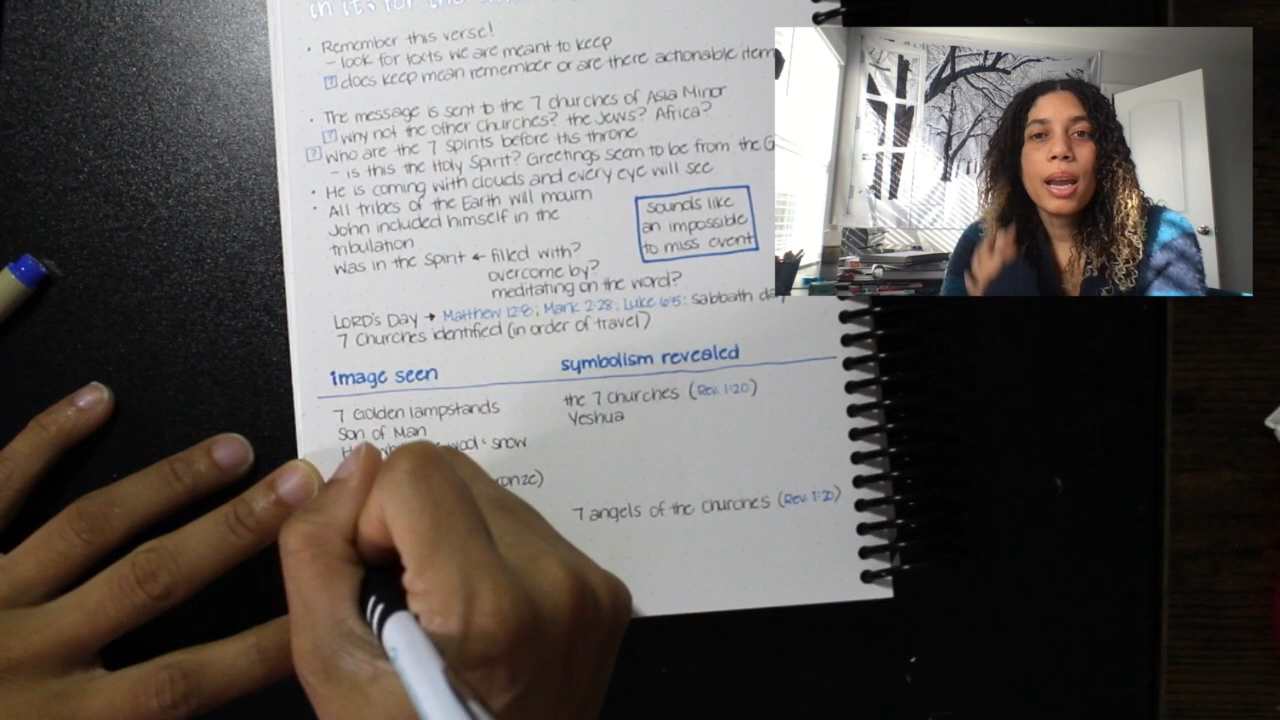 in it: for the
• Remember this verse!
- look for texts we are meant to keep
[?] does keep mean remember or are there actionable item
• The message is sent to the 7 churches of Asia Minor
[?] why not the other churches? the Jews? Africa?
[?] who are the 7 spirits before His throne
- is this the Holy Spirit? Greetings seem to be from the G
• He is coming with clouds and every eye will see
• All tribes of the Earth will mourn
John included himself in the
tribulation
was in the spirit ← filled with?
overcome by?
meditating on the word?
sounds like
an impossible
to miss event
LORD's Day → Matthew 12:8; Mark 2:28; Luke 6:5: sabbath da
7 Churches identified (in order of travel)
image seen
symbolism revealed
7 Golden lampstands
the 7 churches (Rev. 1:20)
Son of Man
Yeshua
wool & snow
ronze)
7 angels of the churches (Rev. 1:20)